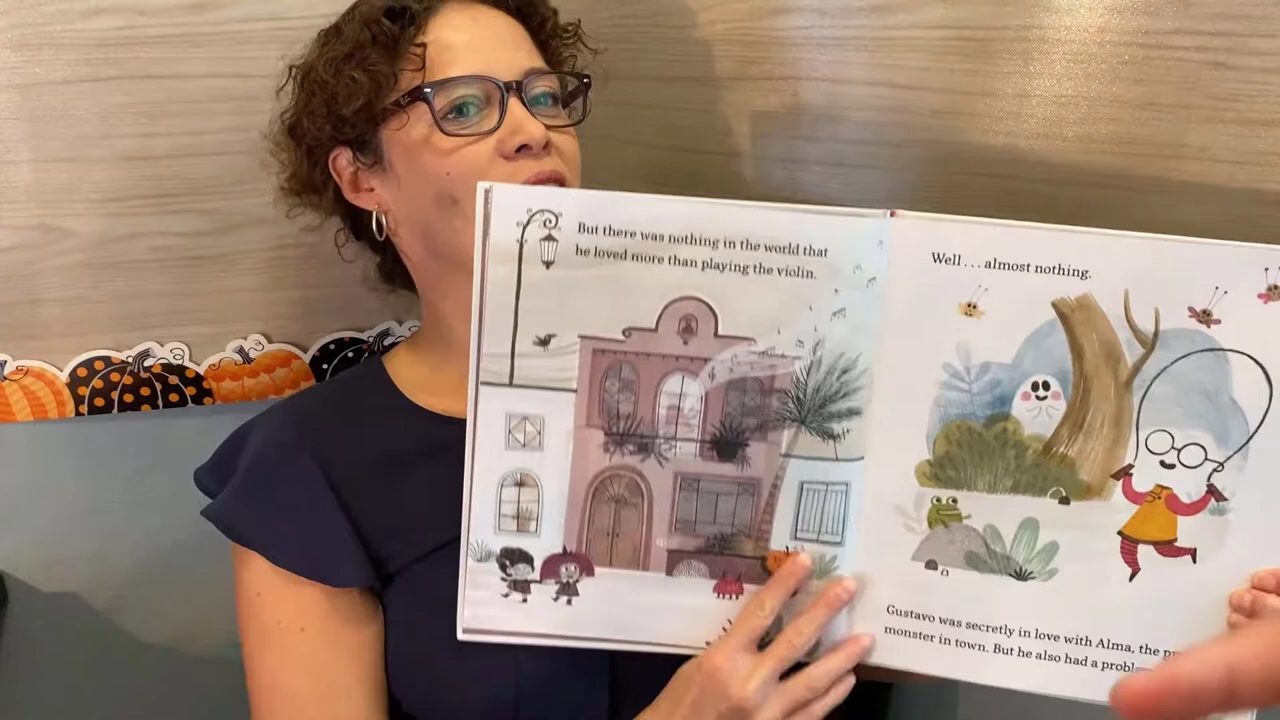 But there was nothing in the world that
he loved more than playing the violin.
Well . . . almost nothing.
Gustavo was secretly in love with Alma, the
monster in town. But he also had a